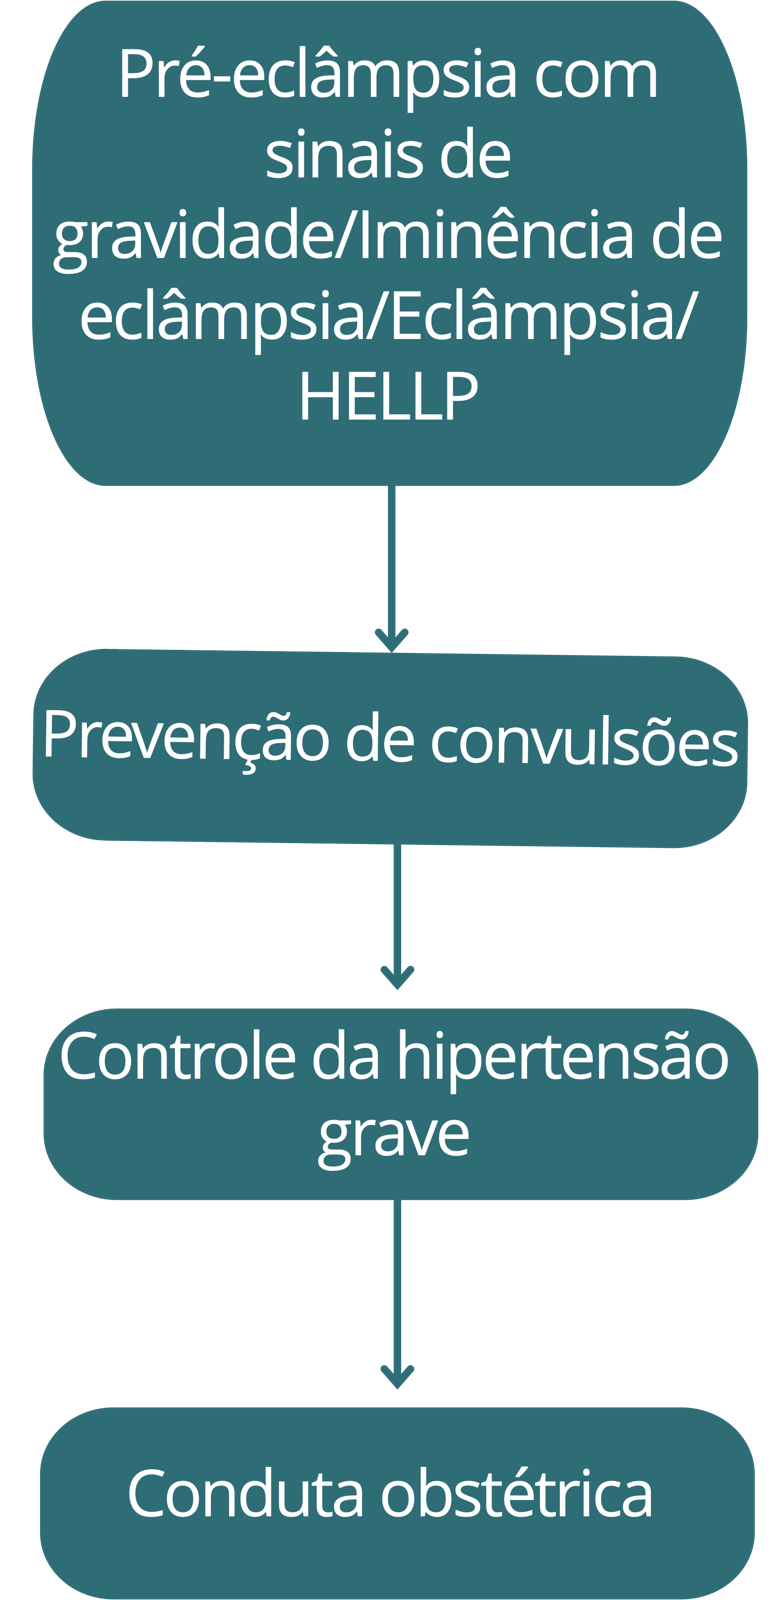 Pré-eclâmpsia com
sinais de
gravidade/Iminência de
eclâmpsia/Eclâmpsia/
HELLP
Prevenção de convulsões
Controle da hipertensão
grave
Conduta obstétrica